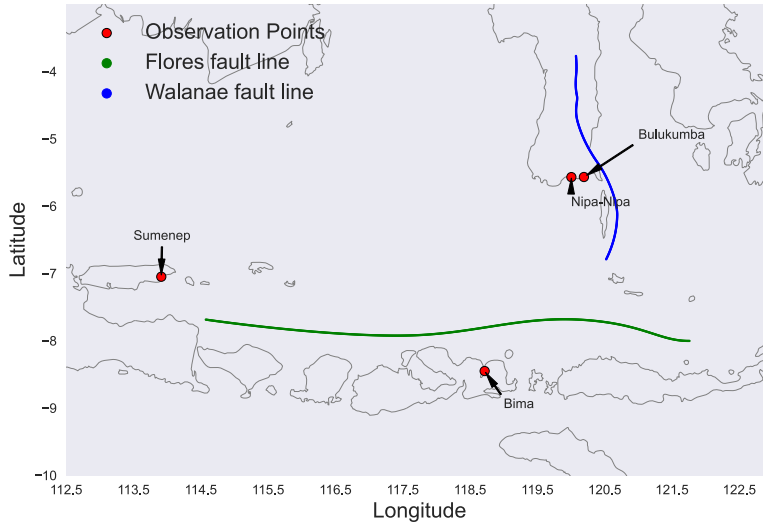 Observation Points
Flores fault line
Walanae fault line
−4
−5
−6
−7
−8
−9
−10
Latitude
Bulukumba
Nipa-Nipa
Sumenep
Bima
112.5 113.5 114.5 115.5 116.5 117.5 118.5 119.5 120.5 121.5 122.5
Longitude